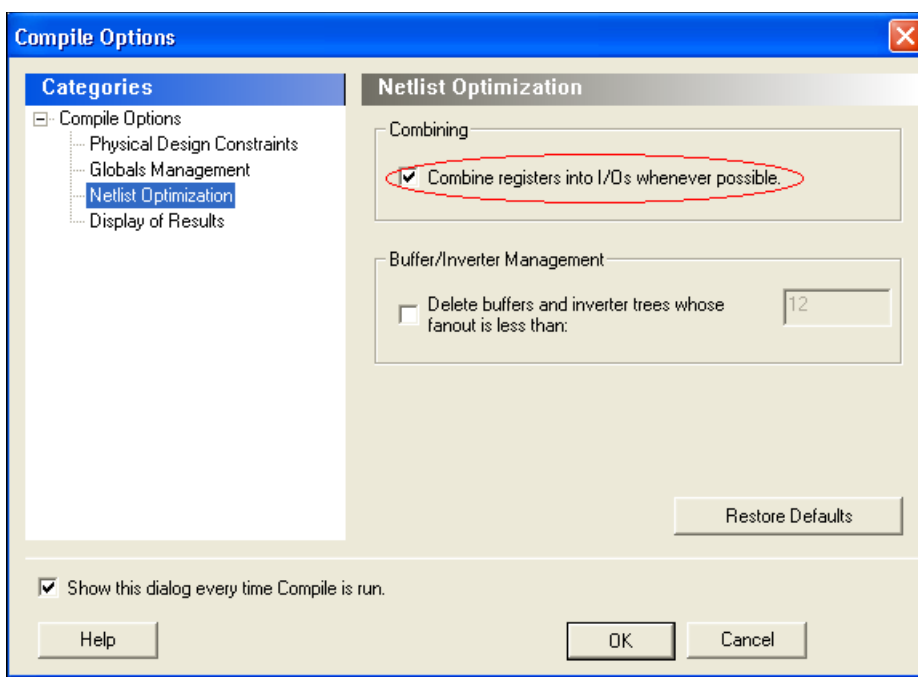 Compile Options
Categories
Compile Options
Physical Design Constraints
Globals Management
Netlist Optimization
Display of Results
Netlist Optimization
Combining
Combine registers into I/Os whenever possible.
Buffer/Inverter Management
Delete buffers and inverter trees whose
fanout is less than:
12
Restore Defaults
Show this dialog every time Compile is run.
Help
OK
Cancel